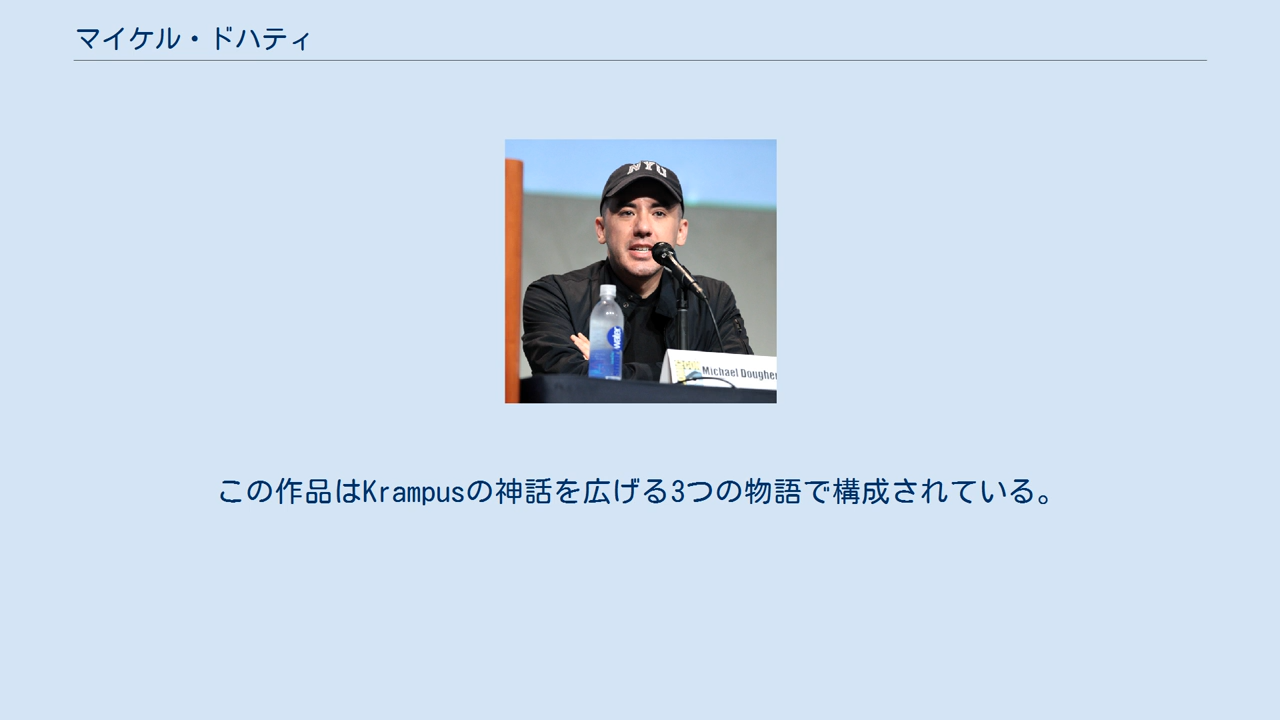 マイケル・ドハティ
NYU
water
Michael Dougher
この作品はKrampusの神話を広げる3つの物語で構成されている。